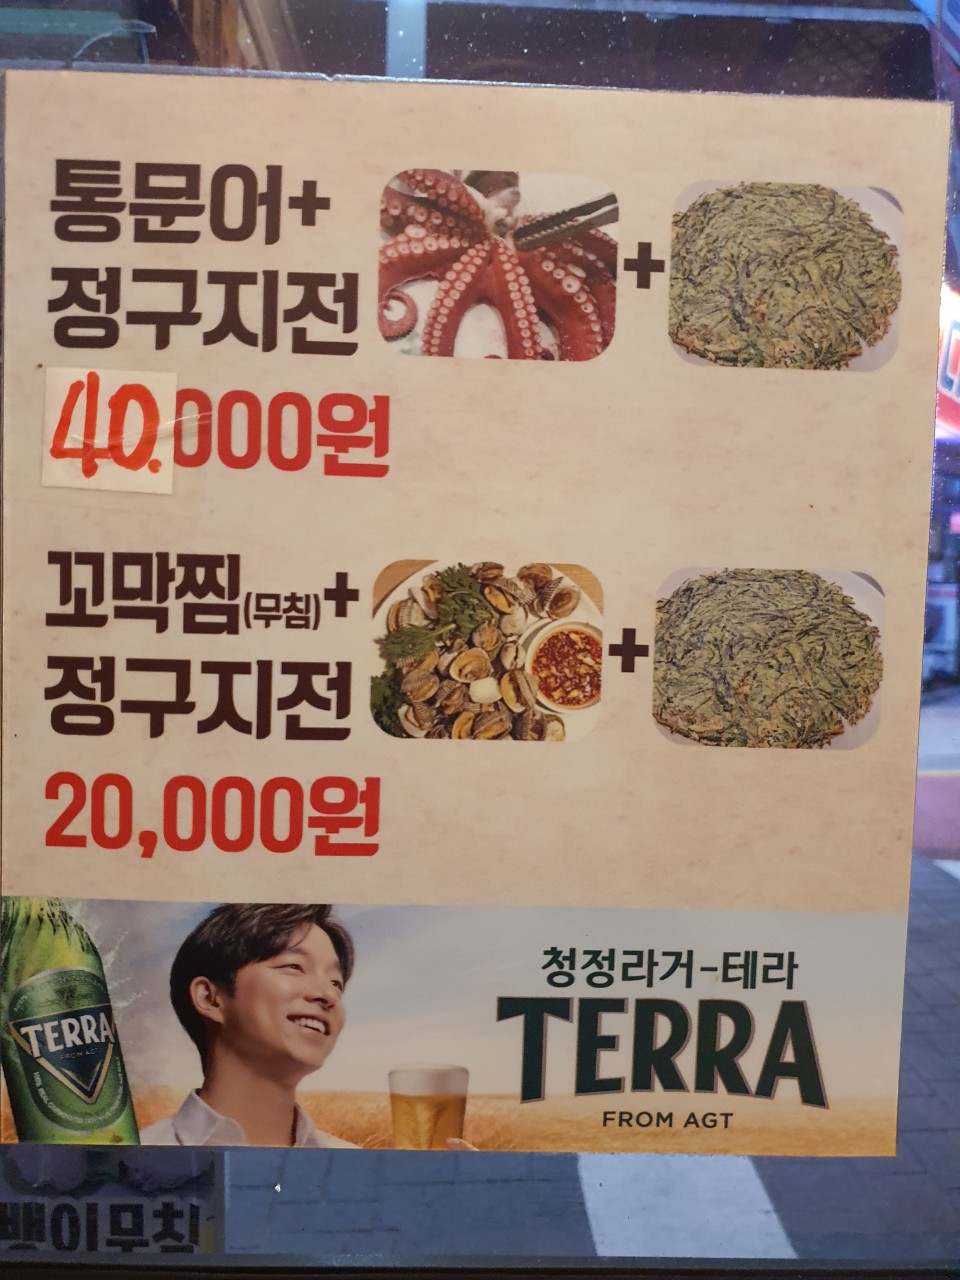 통문어+
정구지전
+
40.000원
꼬막찜(무침)+
정구지전
+
20,000원
청정라거-테라
TERRA
FROM AGT
TERRA
FROM AGT
뱅이무침